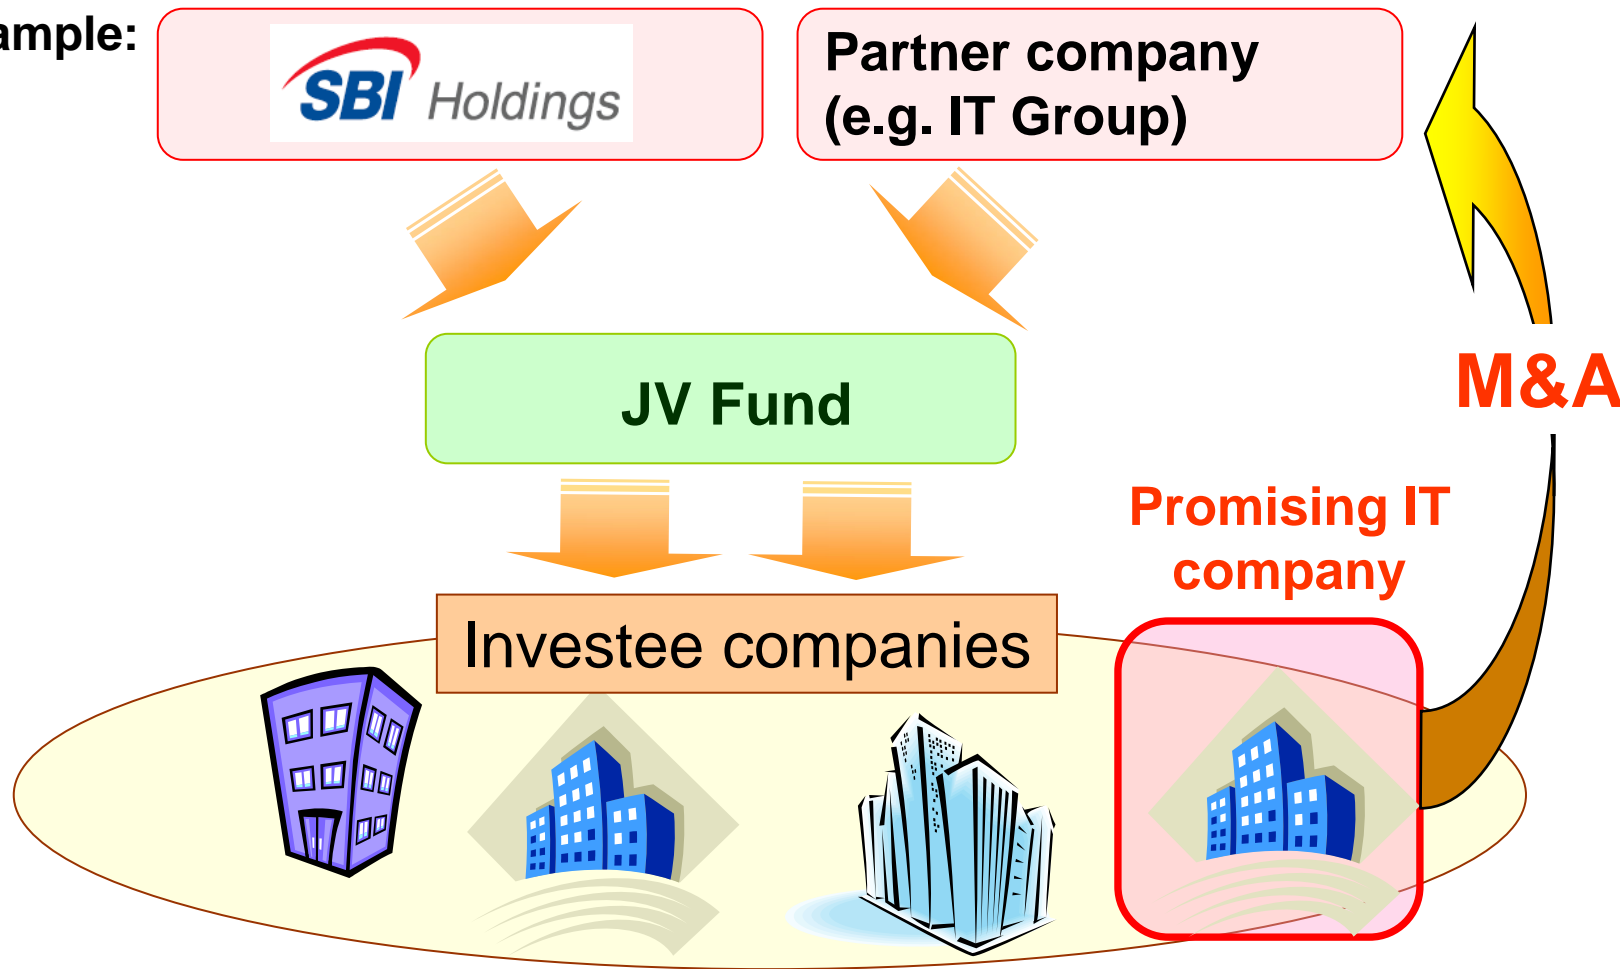 ample:
SBI Holdings
Partner company
(e.g. IT Group)
JV Fund
M&A
Promising IT
company
Investee companies